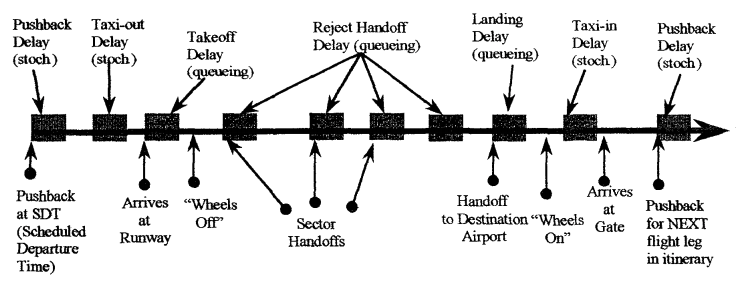 Pushback
Delay
(stoch.)
Taxi-out
Delay
(stoch.)
Takeoff
Delay
(queueing)
Reject Handoff
Delay (queueing)
Landing
Delay
(queueing)
Taxi-in
Delay
(stoch.)
Pushback
Delay
(stoch.)
Pushback
at SDT
(Scheduled
Departure
Time)
Arrives
at
Runway
"Wheels
Off"
Sector
Handoffs
Handoff
to Destination
Airport
"Wheels
On"
Arrives
at
Gate
Pushback
for NEXT
flight leg
in itinerary